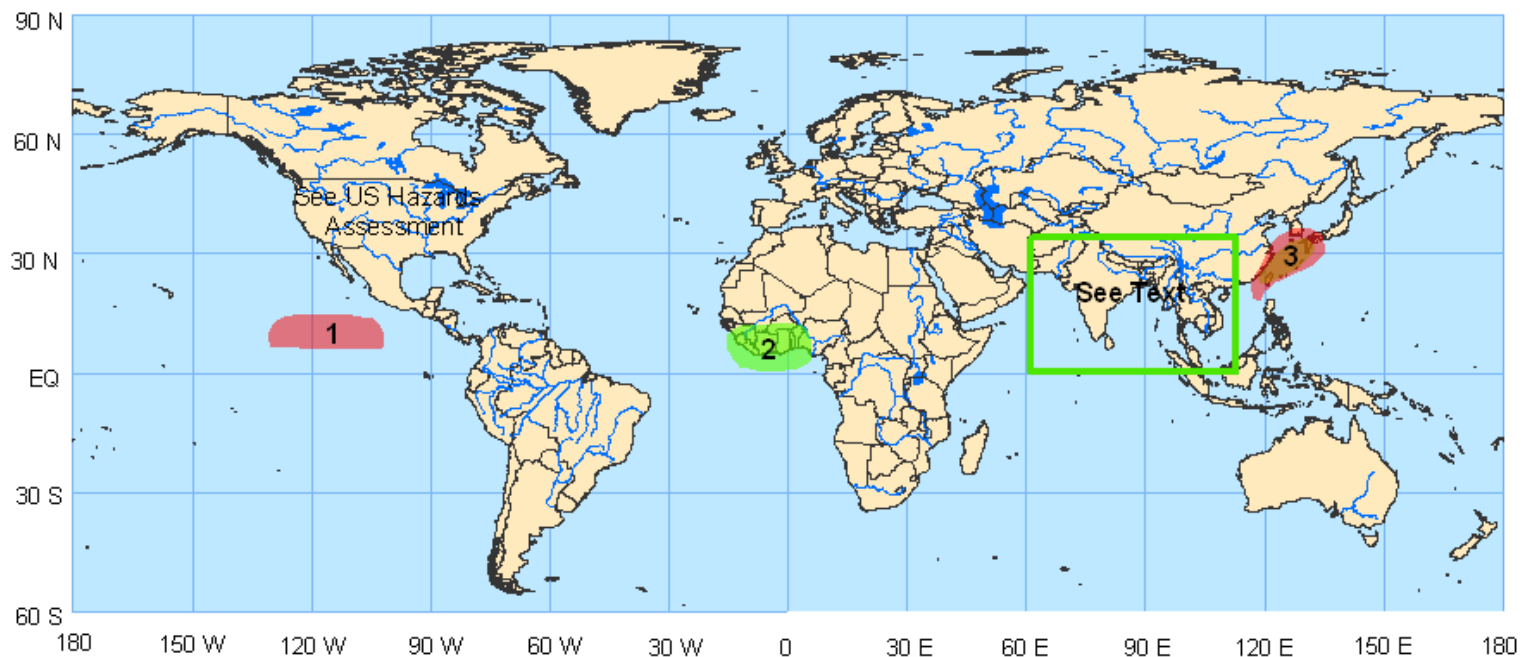 90 N
60 N
See US Hazards
Assessment
30 N
3
See Text
1
2
EQ
30 S
60 S
180
150 W
120 W
90 W
60 W
30 W
0
30 E
60 E
90 E
120 E
150 E
180